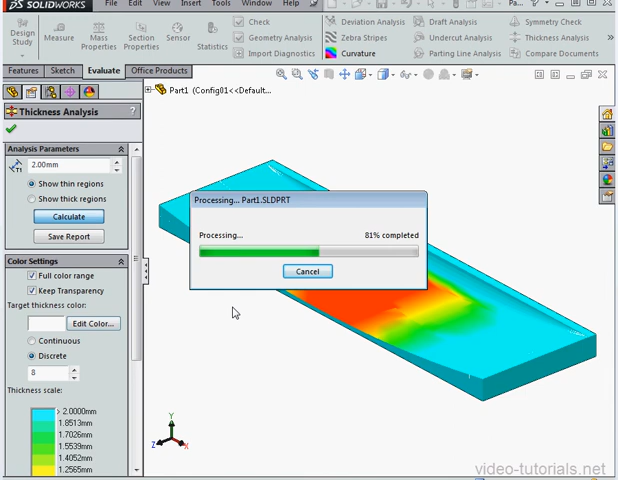 SOLIDWORKS File Edit View Insert Tools Window Help Pa...
Design Study
Measure
Mass Properties
Section Properties
Sensor
Statistics
Check
Geometry Analysis
Import Diagnostics
Deviation Analysis
Zebra Stripes
Curvature
Draft Analysis
Undercut Analysis
Parting Line Analysis
Symmetry Check
Thickness Analysis
Compare Documents
Features Sketch Evaluate Office Products
Part1 (Config01<<Default...
Thickness Analysis ?
Analysis Parameters
T1 2.00mm
Show thin regions
Show thick regions
Calculate
Save Report
Color Settings
Full color range
Keep Transparency
Target thickness color:
Edit Color...
Continuous
Discrete
8
Thickness scale:
> 2.0000mm
1.8513mm
1.7026mm
1.5539mm
1.4052mm
1.2565mm
Processing... Part1.SLDPRT
Processing... 81% completed
Cancel
Y
Z X
video-tutorials.net